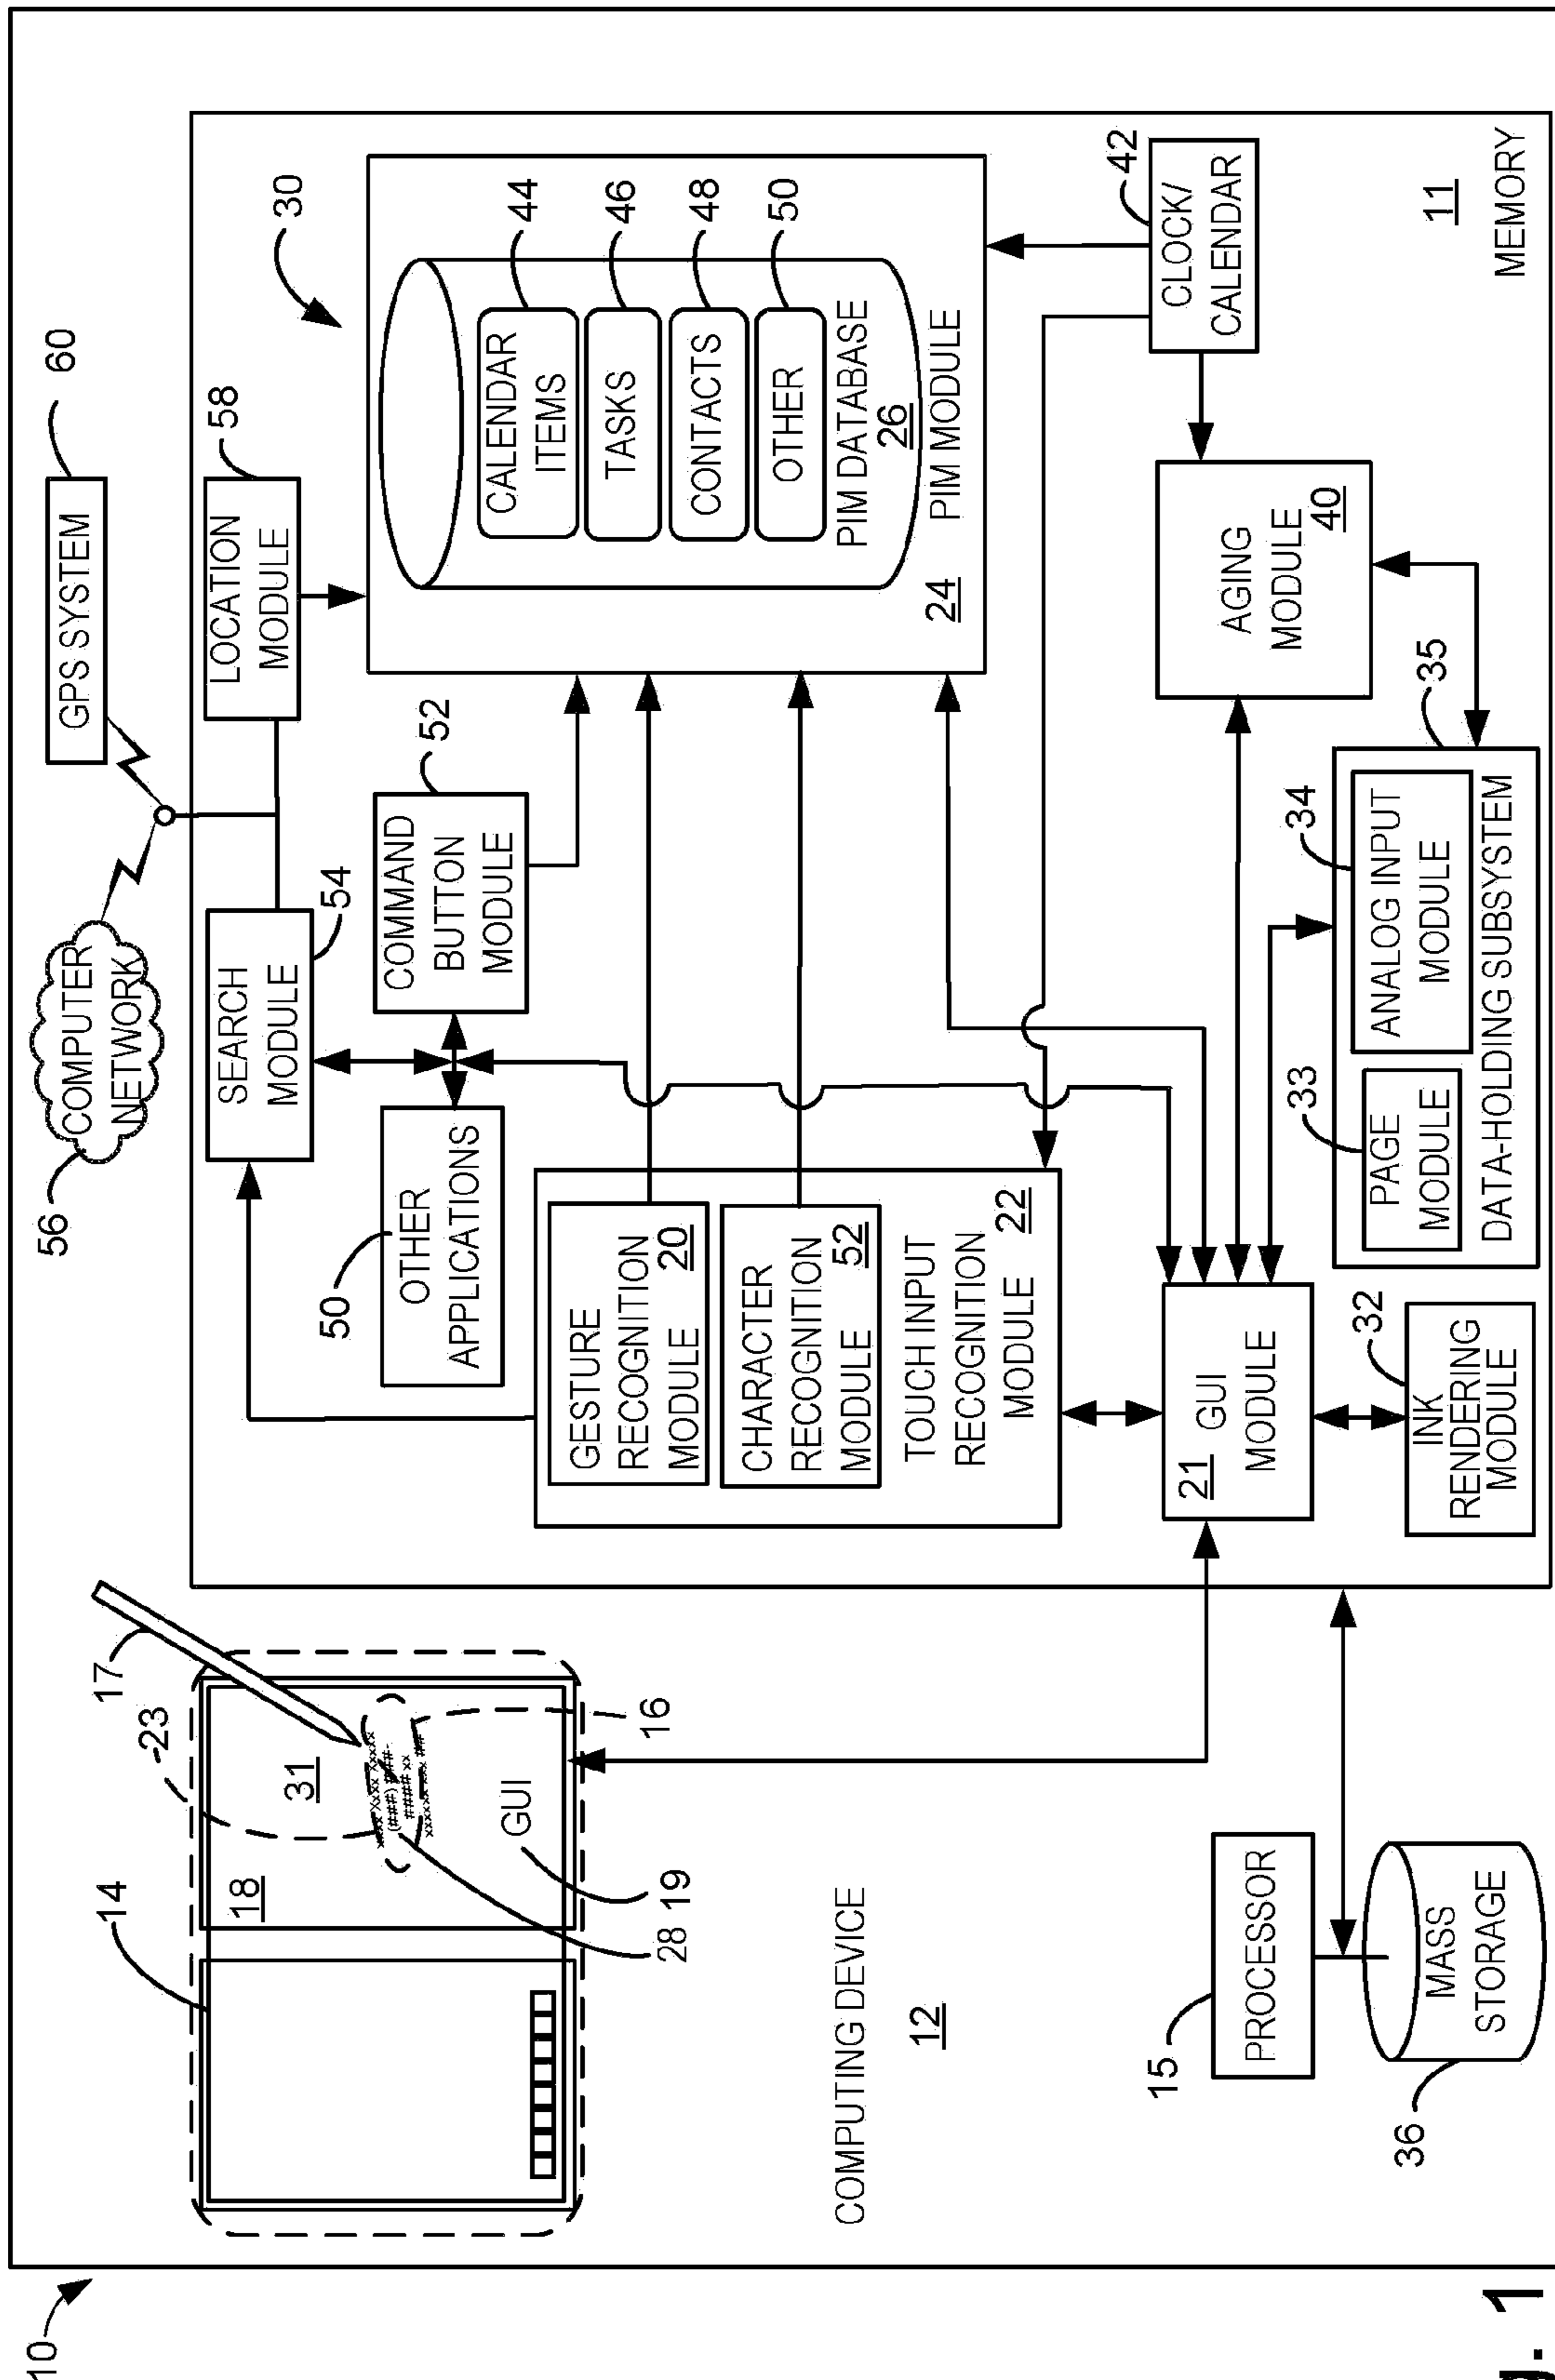 10
COMPUTING DEVICE
12
14
18
31
GUI
19
28
16
23
17
15
PROCESSOR
36
MASS
STORAGE
56
COMPUTER
NETWORK
60
GPS SYSTEM
SEARCH
MODULE
54
LOCATION
MODULE
58
30
50
OTHER
APPLICATIONS
COMMAND
BUTTON
MODULE
52
GESTURE
RECOGNITION
MODULE 20
CHARACTER
RECOGNITION
MODULE 52
TOUCH INPUT
RECOGNITION
MODULE
22
CALENDAR
ITEMS
44
TASKS
46
CONTACTS
48
OTHER
50
PIM DATABASE
26
24
PIM MODULE
21
GUI
MODULE
INK
RENDERING
MODULE
32
33
PAGE
MODULE
34
ANALOG INPUT
MODULE
DATA-HOLDING SUBSYSTEM
35
AGING
MODULE
40
CLOCK/
CALENDAR
42
11
MEMORY
g. 1